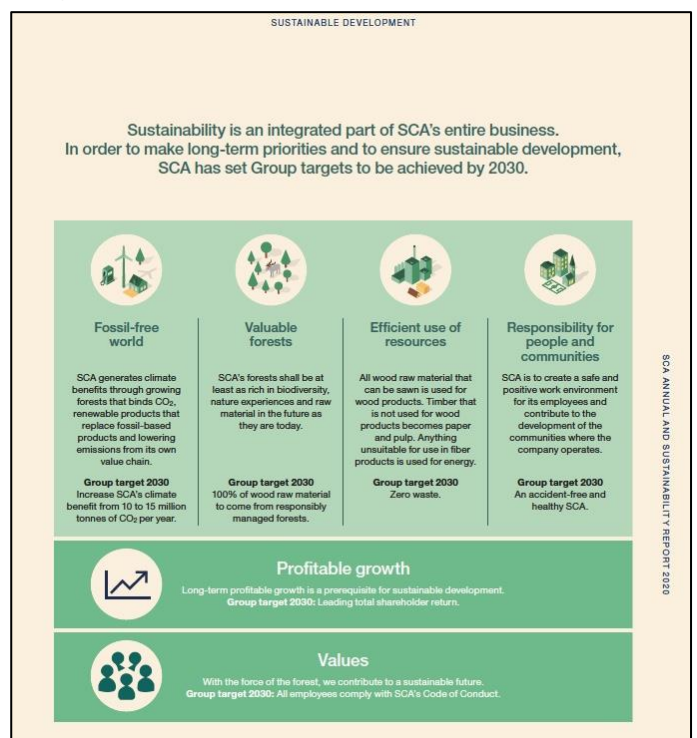 SUSTAINABLE DEVELOPMENT
Sustainability is an integrated part of SCA's entire business.
In order to make long-term priorities and to ensure sustainable development,
SCA has set Group targets to be achieved by 2030.
Fossil-free
world
SCA generates climate
benefits through growing
forests that binds CO₂,
renewable products that
replace fossil-based
products and lowering
emissions from its own
value chain.
Group target 2030
Increase SCA's climate
benefit from 10 to 15 million
tonnes of CO₂ per year.
Valuable
forests
SCA's forests shall be at
least as rich in biodiversity,
nature experiences and raw
material in the future as
they are today.
Group target 2030
100% of wood raw material
to come from responsibly
managed forests.
Efficient use of
resources
All wood raw material that
can be sawn is used for
wood products. Timber that
is not used for wood
products becomes paper
and pulp. Anything
unsuitable for use in fiber
products is used for energy.
Group target 2030
Zero waste.
Responsibility for
people and
communities
SCA is to create a safe and
positive work environment
for its employees and
contribute to the
development of the
communities where the
company operates.
Group target 2030
An accident-free and
healthy SCA.
Profitable growth
Long-term profitable growth is a prerequisite for sustainable development.
Group target 2030: Leading total shareholder return.
Values
With the force of the forest, we contribute to a sustainable future.
Group target 2030: All employees comply with SCA's Code of Conduct.
SCA ANNUAL AND SUSTAINABILITY REPORT 2020